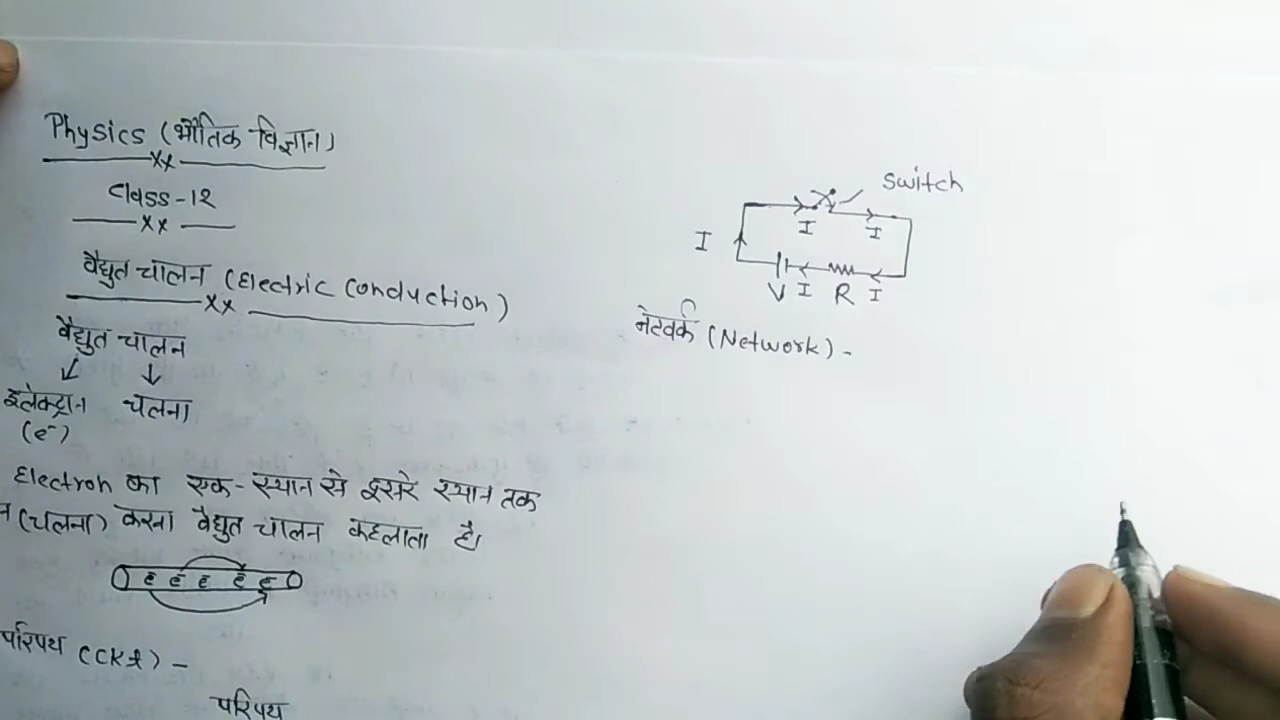 Physics (भौतिक विज्ञान)
Class-12
वैद्युत चालन (Electric Conduction)
वैद्युत चालन
इलेक्ट्रान चलना
(e⁻)
Electron का एक-स्थान से दूसरे स्थान तक
(चलना) करना वैद्युत चालन कहलाता है।
e e e e e
परिपथ (CKt) -
परिपथ
Switch
I I I
V I R I
नेटवर्क (Network) -